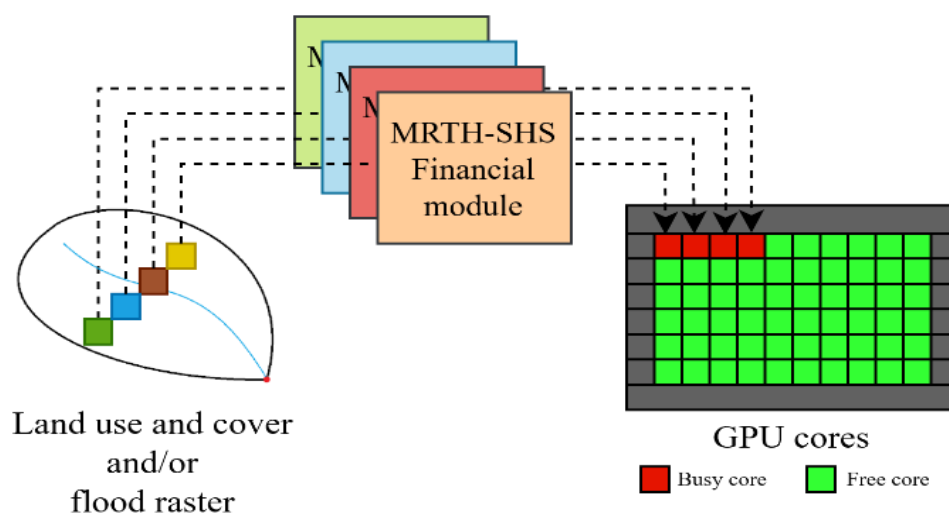 M
M
M
MRTH-SHS
Financial
module
Land use and cover
and/or
flood raster
GPU cores
Busy core
Free core